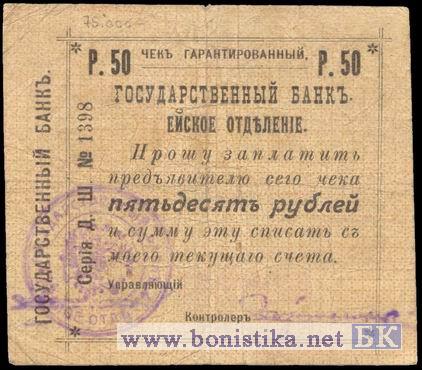 75.000-
ЧЕКЪ ГАРАНТИРОВАННЫЙ.
Р. 50 Р. 50
ГОСУДАРСТВЕННЫЙ БАНКЪ.
ЕЙСКОЕ ОТДѢЛЕНІЕ.
Прошу заплатить
предъявителю сего чека
пятьдесятъ рублей
и сумму эту списать съ
моего текущаго счета.
Управляющій
Контролеръ
ГОСУДАРСТВЕННЫЙ БАНКЪ.
Серія Д. Ш № 1398
www.bonistika.net БК